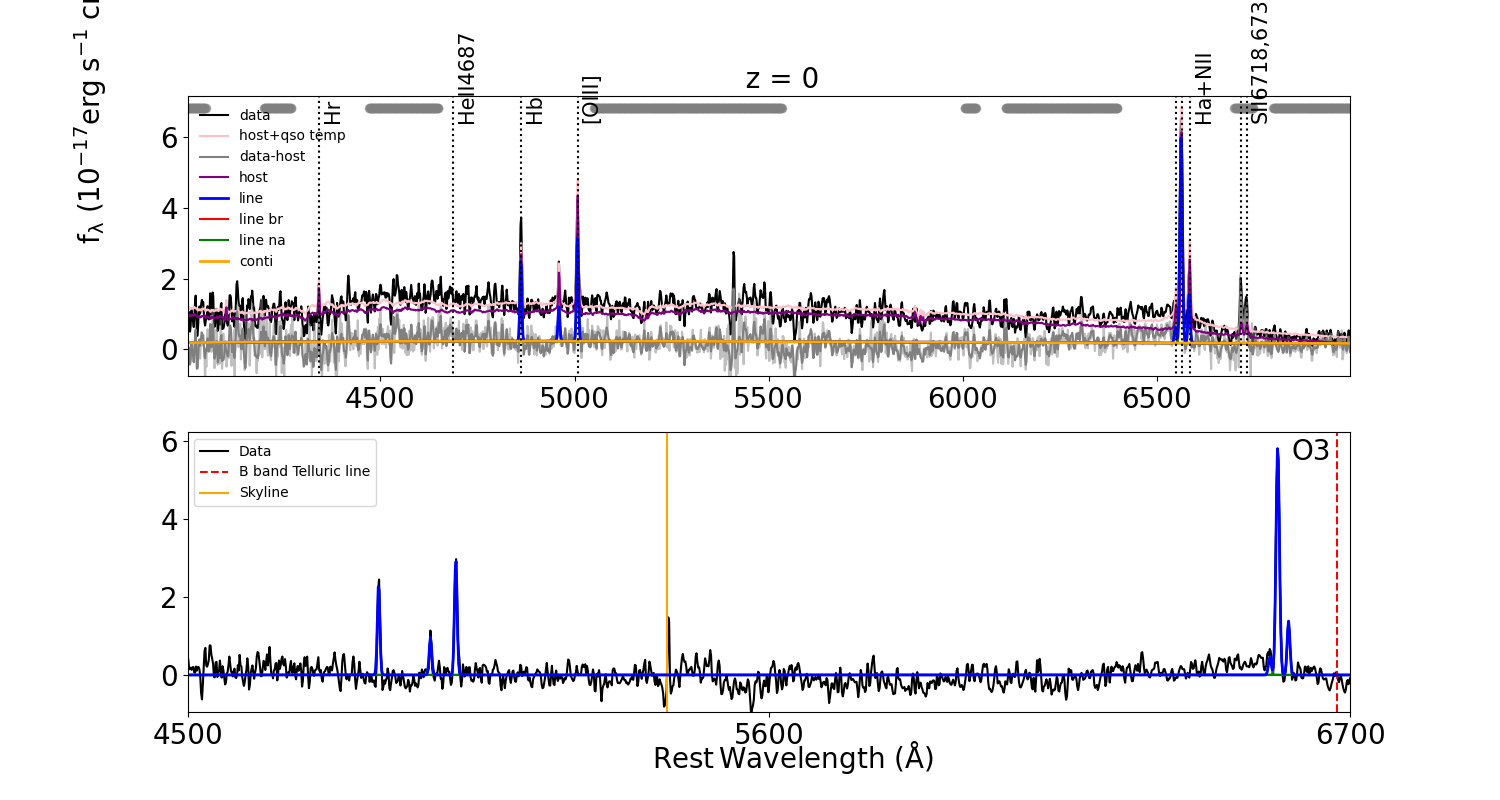 z = 0
f_λ (10^−17 erg s^−1 c
Hr
HeII4687
Hb
[OIII]
Ha+NII
SII6718,673
data
host+qso temp
data-host
host
line
line br
line na
conti
6
4
2
0
4500 5000 5500 6000 6500
O3
Data
B band Telluric line
Skyline
6
4
2
0
4500 5600 6700
Rest Wavelength (Å)